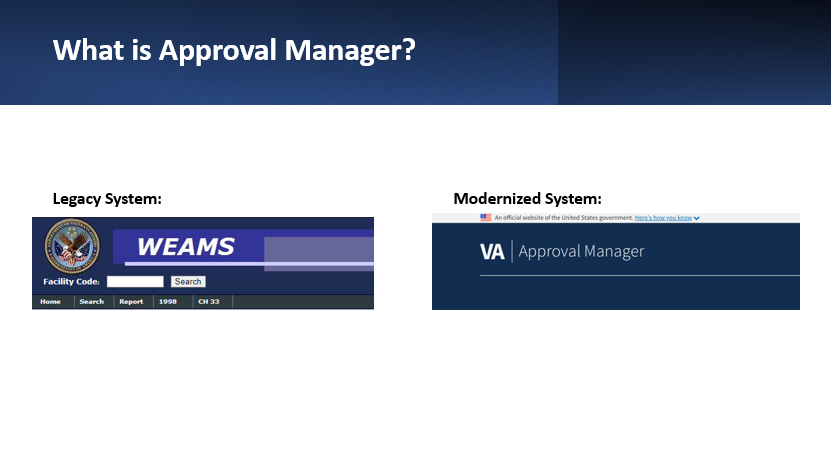 What is Approval Manager?
Legacy System:
WEAMS
Facility Code:
Search
Home Search Report 1998 CH 33
Modernized System:
An official website of the United States government. Here's how you know
VA | Approval Manager